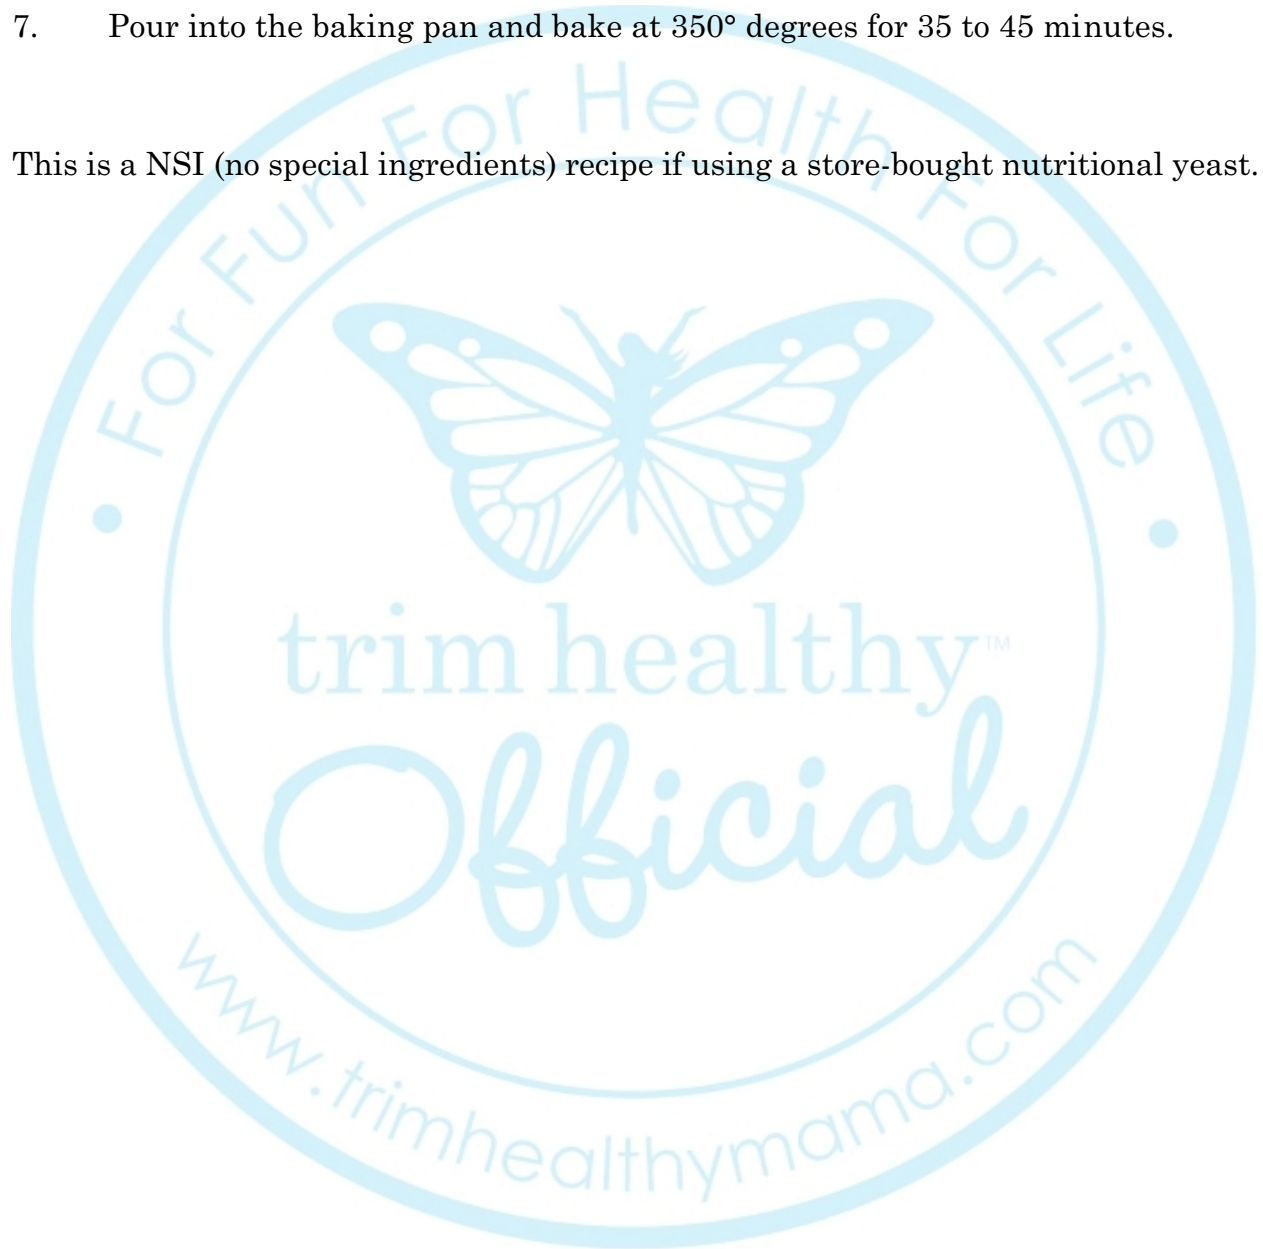 7. Pour into the baking pan and bake at 350° degrees for 35 to 45 minutes.
This is a NSI (no special ingredients) recipe if using a store-bought nutritional yeast.
• For Fun For Health For Life •
trim healthy™
Official
www.trimhealthymama.com